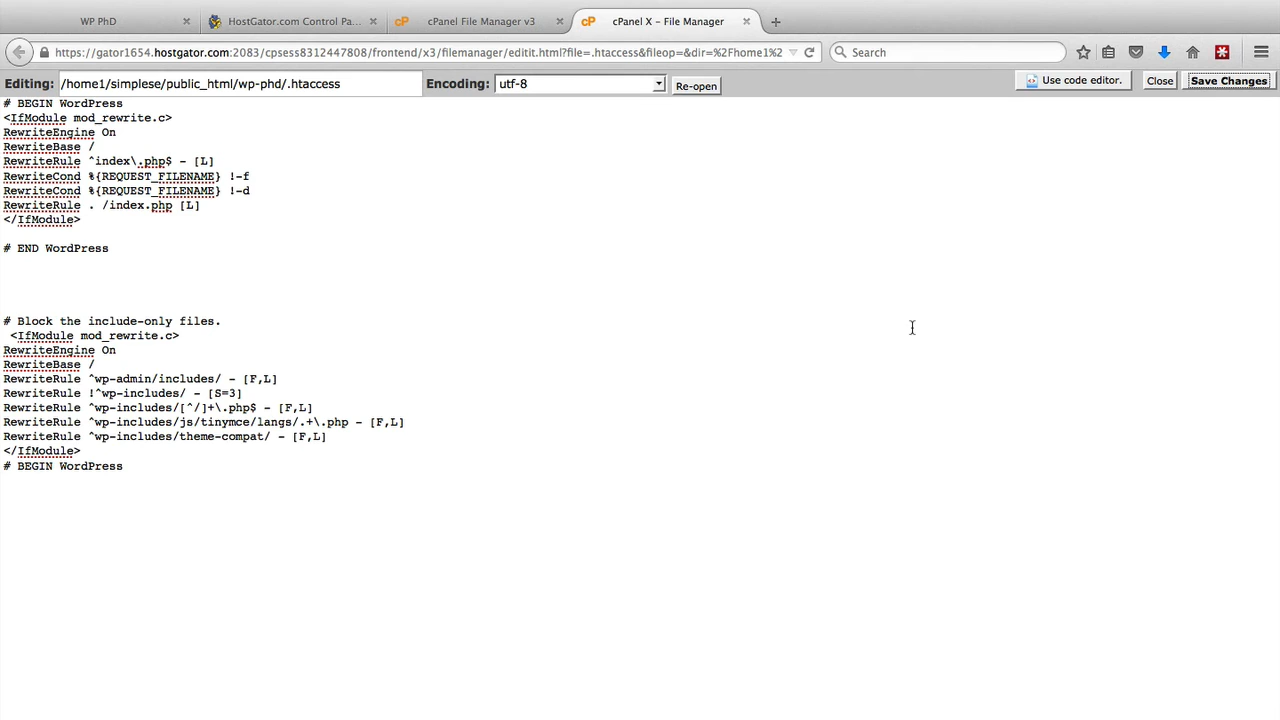 WP PhD
HostGator.com Control Pa...
cPanel File Manager v3
cPanel X - File Manager
https://gator1654.hostgator.com:2083/cpsess8312447808/frontend/x3/filemanager/editit.html?file=.htaccess&fileop=&dir=%2Fhome1%2
Search
Editing: /home1/simplese/public_html/wp-phd/.htaccess
Encoding: utf-8
Re-open
Use code editor.
Close
Save Changes
# BEGIN WordPress
<IfModule mod_rewrite.c>
RewriteEngine On
RewriteBase /
RewriteRule ^index\.php$ - [L]
RewriteCond %{REQUEST_FILENAME} !-f
RewriteCond %{REQUEST_FILENAME} !-d
RewriteRule . /index.php [L]
</IfModule>
# END WordPress
# Block the include-only files.
<IfModule mod_rewrite.c>
RewriteEngine On
RewriteBase /
RewriteRule ^wp-admin/includes/ - [F,L]
RewriteRule !^wp-includes/ - [S=3]
RewriteRule ^wp-includes/[^/]+\.php$ - [F,L]
RewriteRule ^wp-includes/js/tinymce/langs/.+\.php - [F,L]
RewriteRule ^wp-includes/theme-compat/ - [F,L]
</IfModule>
# BEGIN WordPress